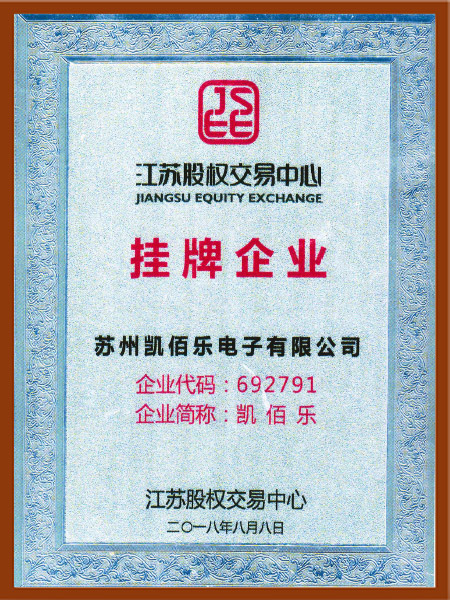 JS
EE
江苏股权交易中心
JIANGSU EQUITY EXCHANGE
挂牌企业
苏州凯佰乐电子有限公司
企业代码：692791
企业简称：凯佰乐
江苏股权交易中心
二〇一八年八月八日